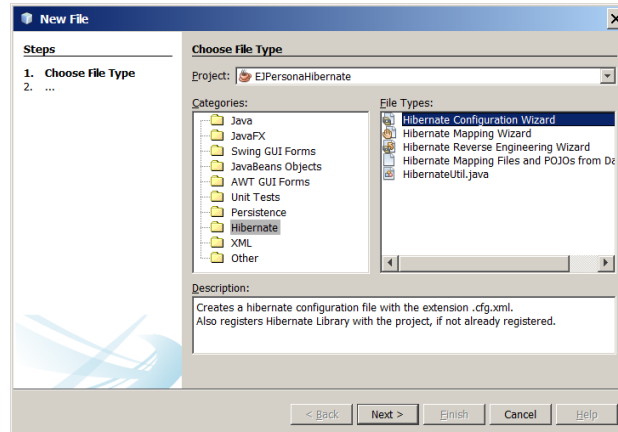 New File
Steps
1. Choose File Type
2. ...
Choose File Type
Project: EJPersonaHibernate
Categories:
Java
JavaFX
Swing GUI Forms
JavaBeans Objects
AWT GUI Forms
Unit Tests
Persistence
Hibernate
XML
Other
File Types:
Hibernate Configuration Wizard
Hibernate Mapping Wizard
Hibernate Reverse Engineering Wizard
Hibernate Mapping Files and POJOs from Da
HibernateUtil.java
Description:
Creates a hibernate configuration file with the extension .cfg.xml.
Also registers Hibernate Library with the project, if not already registered.
< Back Next > Finish Cancel Help